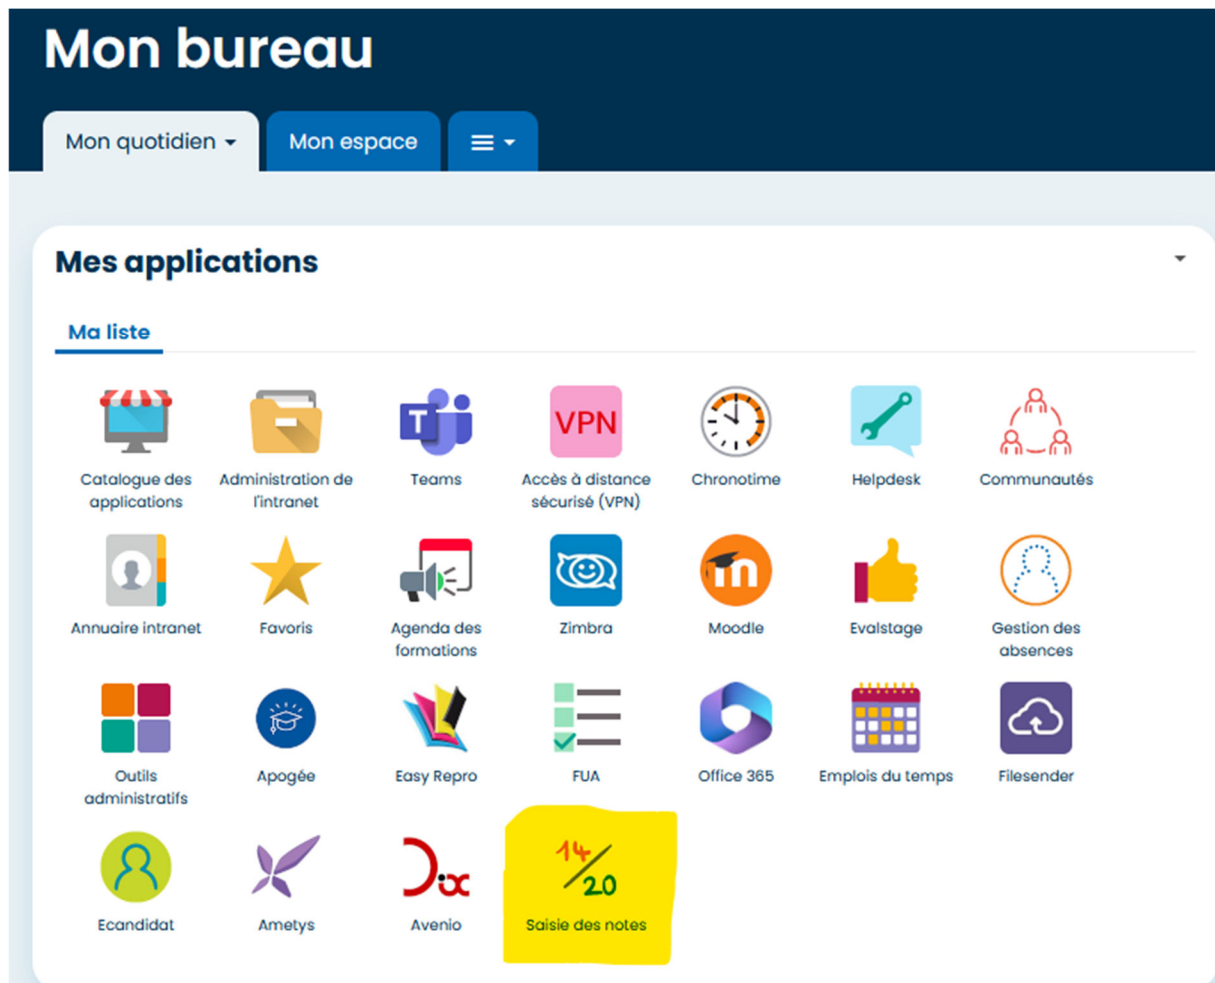 Mon bureau
Mon quotidien
Mon espace
Mes applications
Ma liste
VPN
Catalogue des
applications
Administration de
l'intranet
T
Teams
Accès à distance
sécurisé (VPN)
Chronotime
Helpdesk
Communautés
Annuaire intranet
Favoris
Agenda des
formations
Zimbra
m
Moodle
Evalstage
Gestion des
absences
Outils
administratifs
Apogée
Easy Repro
FUA
Office 365
Emplois du temps
Filesender
Ecandidat
Ametys
Dix
Avenio
14/20
Saisie des notes